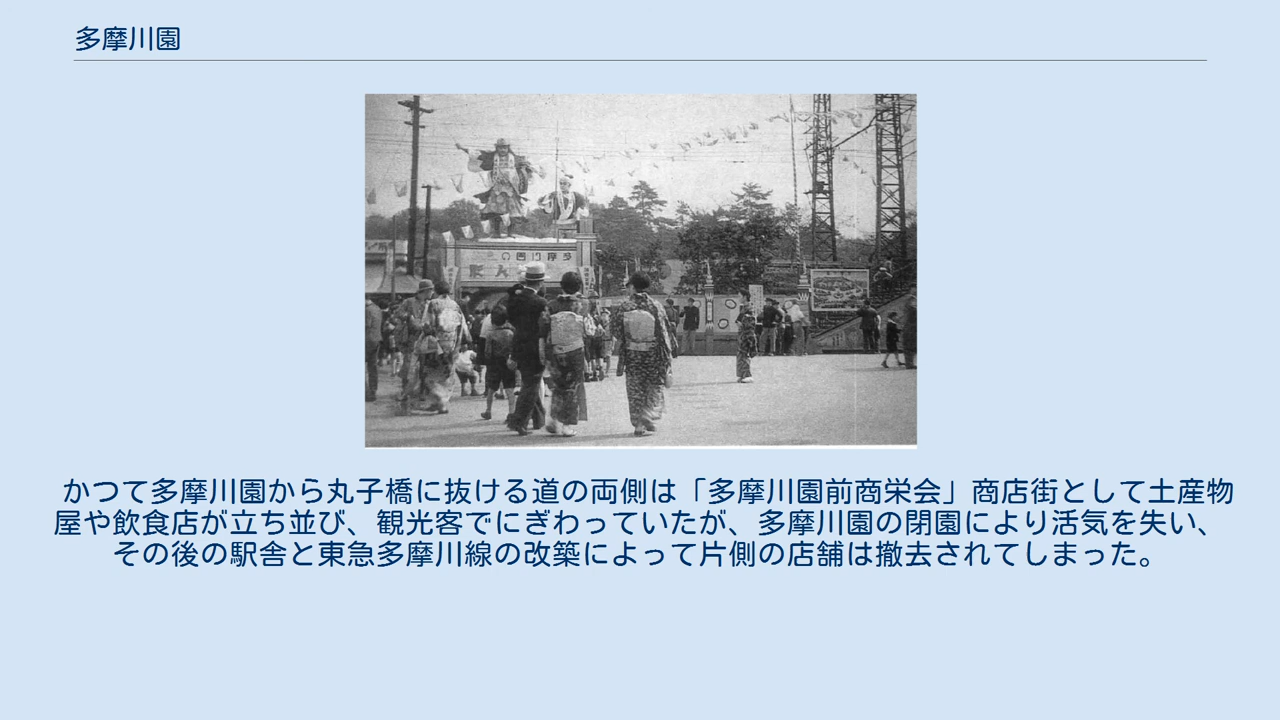 多摩川園
かつて多摩川園から丸子橋に抜ける道の両側は「多摩川園前商栄会」商店街として土産物
屋や飲食店が立ち並び、観光客でにぎわっていたが、多摩川園の閉園により活気を失い、
その後の駅舎と東急多摩川線の改築によって片側の店舗は撤去されてしまった。